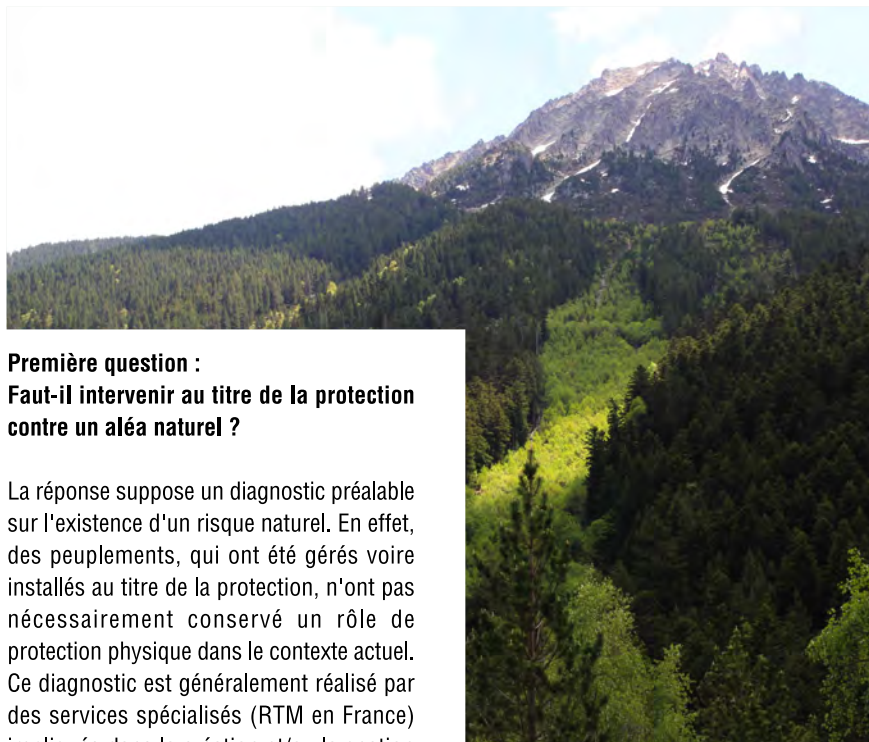 Première question :
Faut-il intervenir au titre de la protection
contre un aléa naturel ?
La réponse suppose un diagnostic préalable
sur l'existence d'un risque naturel. En effet,
des peuplements, qui ont été gérés voire
installés au titre de la protection, n'ont pas
nécessairement conservé un rôle de
protection physique dans le contexte actuel.
Ce diagnostic est généralement réalisé par
des services spécialisés (RTM en France)